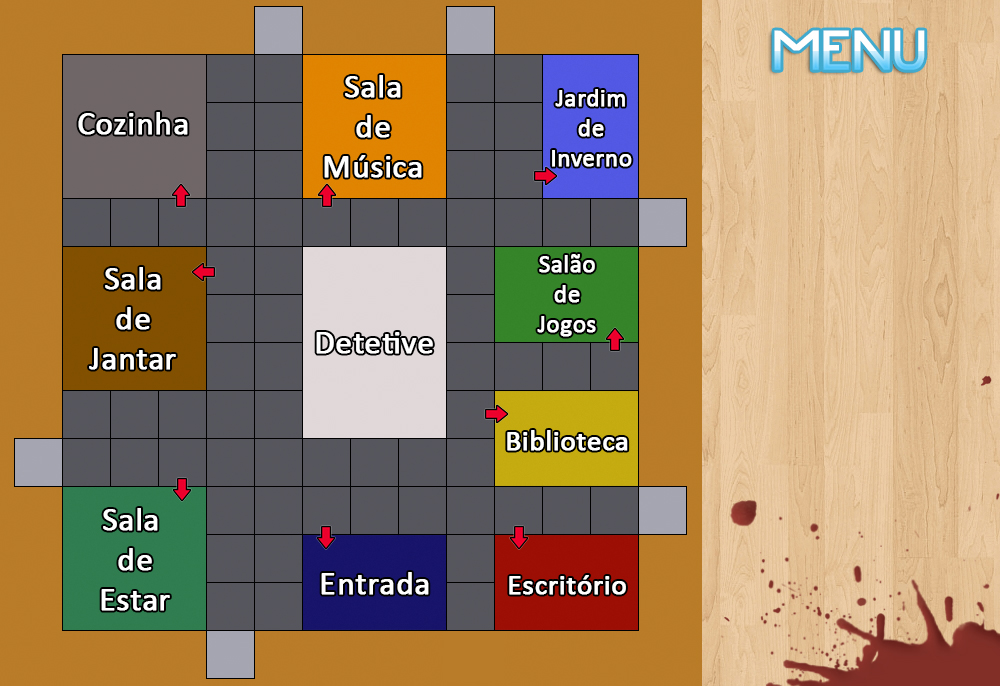 MENU
Cozinha
Sala
de
Música
Jardim
de
Inverno
Sala
de
Jantar
Detetive
Salão
de
Jogos
Biblioteca
Sala
de
Estar
Entrada
Escritório